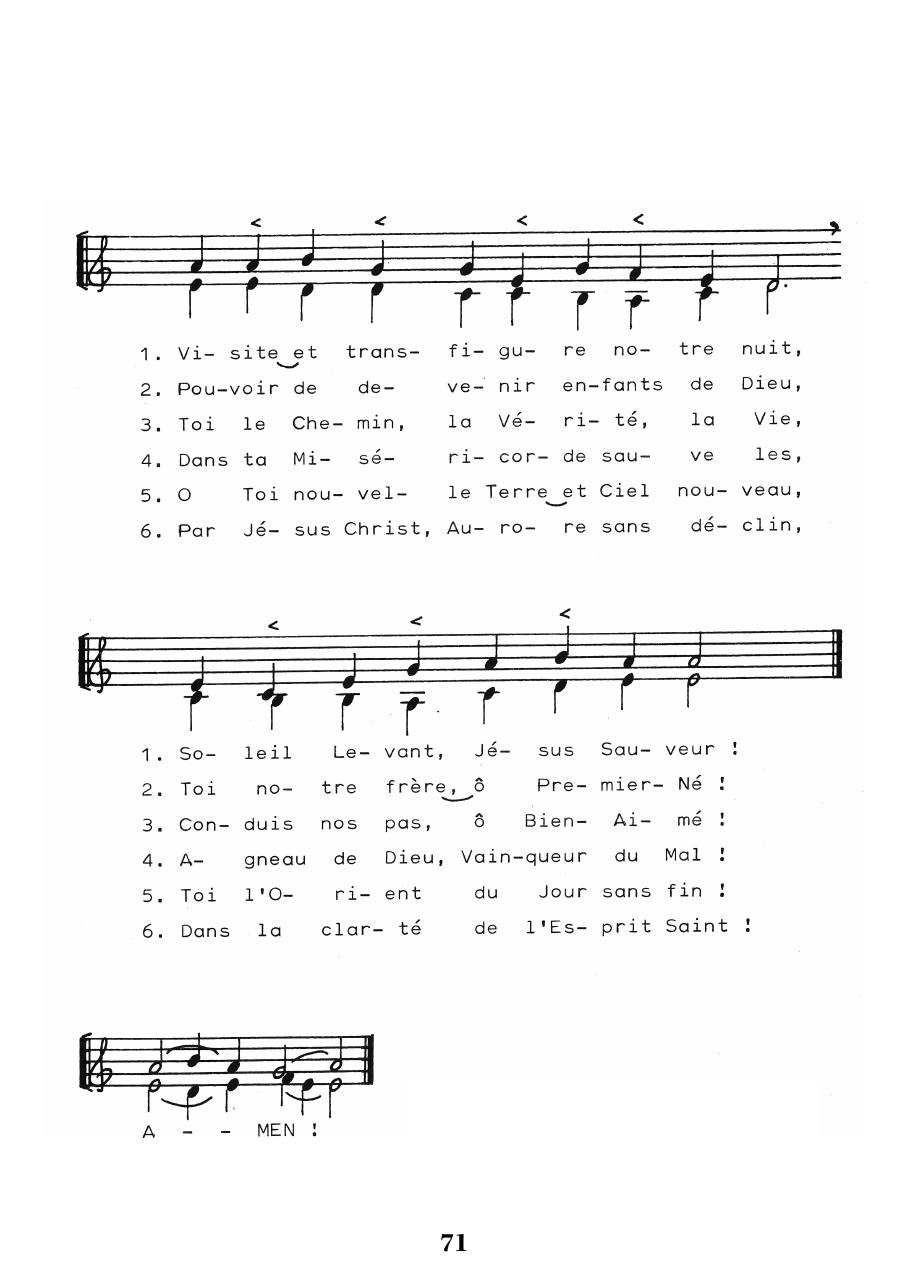 1. Vi- site et trans- fi- gu- re no- tre nuit,
2. Pou-voir de de- ve- nir en-fants de Dieu,
3. Toi le Che- min, la Vé- ri- té, la Vie,
4. Dans ta Mi- sé- ri- cor- de sau- ve les,
5. O Toi nou- vel- le Terre et Ciel nou- veau,
6. Par Jé- sus Christ, Au- ro- re sans dé- clin,
1. So- leil Le- vant, Jé- sus Sau- veur !
2. Toi no- tre frère, ô Pre- mier- Né !
3. Con- duis nos pas, ô Bien- Ai- mé !
4. A- gneau de Dieu, Vain-queur du Mal !
5. Toi l'O- ri- ent du Jour sans fin !
6. Dans la clar- té de l'Es- prit Saint !
A - - MEN !
71